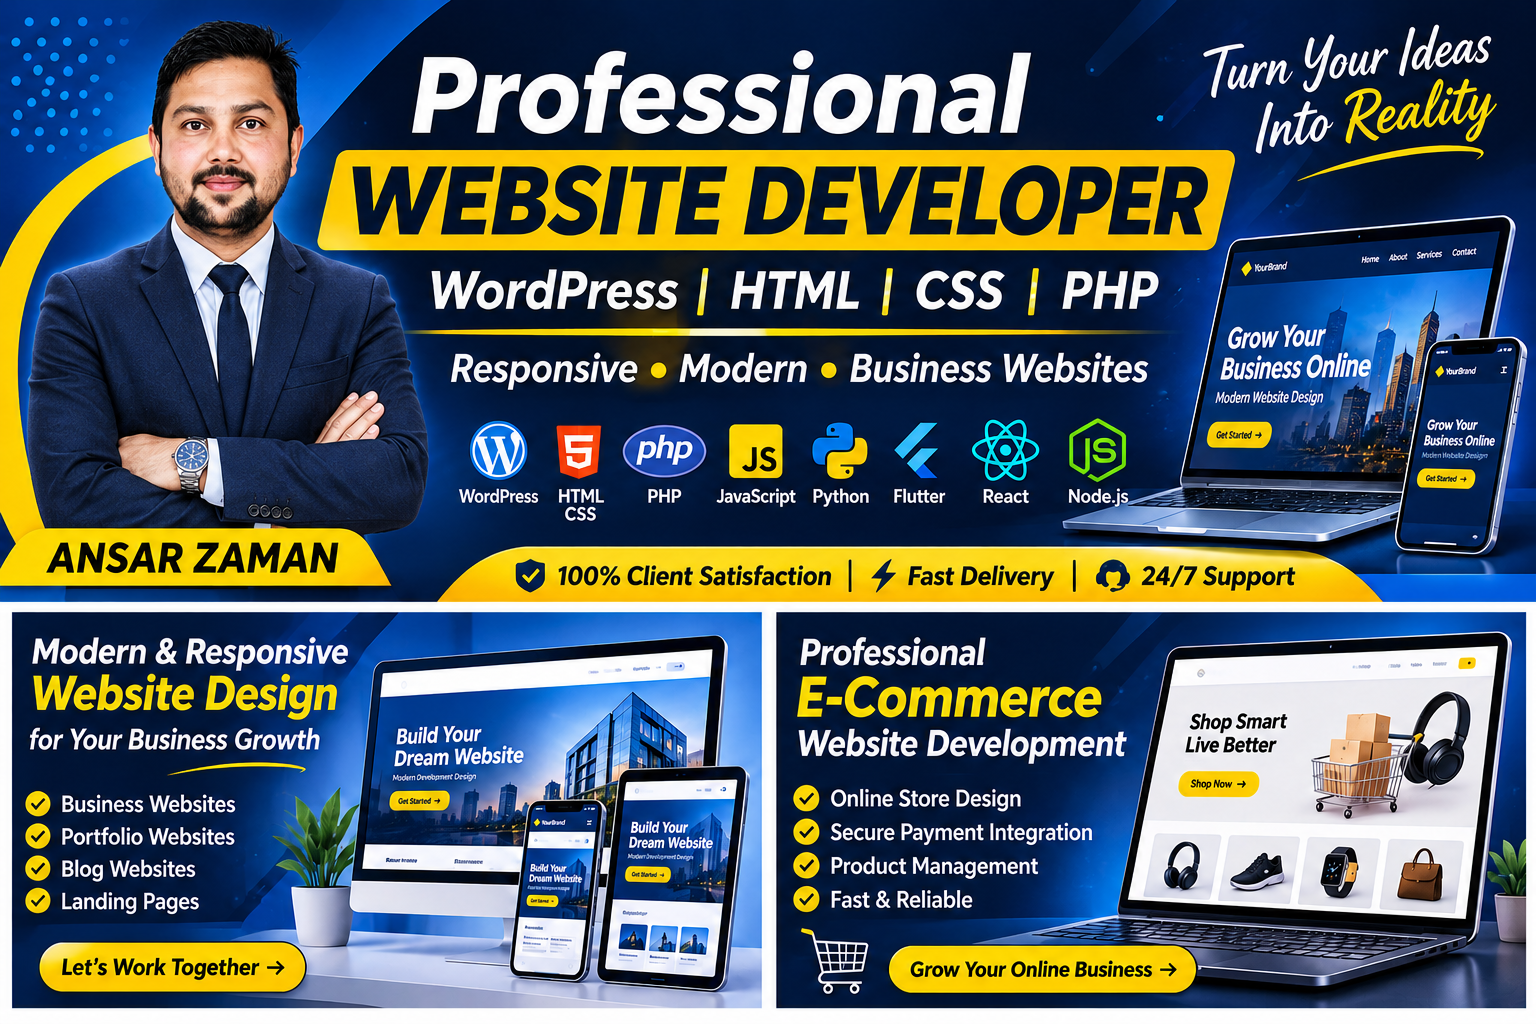 Professional
WEBSITE DEVELOPER
WordPress | HTML | CSS | PHP
Responsive • Modern • Business Websites
Turn Your Ideas
Into Reality
php
JS
JS
WordPress
HTML
CSS
PHP
JavaScript
Python
Flutter
React
Node.js
YourBrand
Home About Services Contact
Grow Your
Business Online
Modern Website Design
Get Started →
YourBrand
Grow Your
Business Online
Modern Website Design
Get Started →
ANSAR ZAMAN
100% Client Satisfaction | Fast Delivery | 24/7 Support
Modern & Responsive
Website Design
for Your Business Growth
Business Websites
Portfolio Websites
Blog Websites
Landing Pages
Let's Work Together →
Build Your
Dream Website
Modern Development Design
Get Started →
YourBrand
Build Your
Dream Website
Get Started →
Build Your
Dream Website
Modern Development Design
Get Started →
Professional
E-Commerce
Website Development
Online Store Design
Secure Payment Integration
Product Management
Fast & Reliable
Grow Your Online Business →
Shop Smart
Live Better
Shop Now →